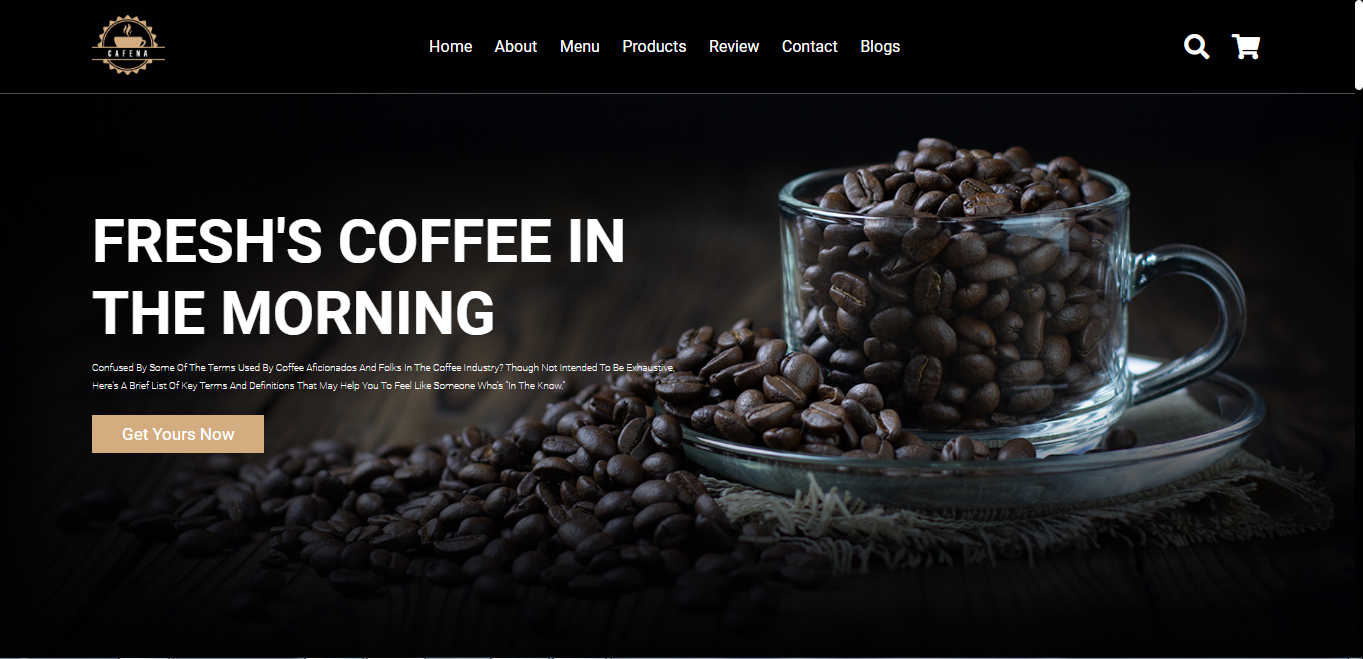 CAFENA
Home About Menu Products Review Contact Blogs
FRESH'S COFFEE IN
THE MORNING
Confused By Some Of The Terms Used By Coffee Aficionados And Folks In The Coffee Industry? Though Not Intended To Be Exhaustive,
Here's A Brief List Of Key Terms And Definitions That May Help You To Feel Like Someone Who's "In The Know."
Get Yours Now